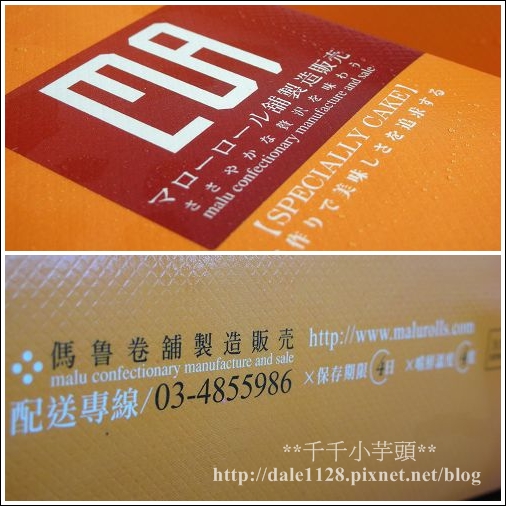 マローロール舗製造販売
ささやかな贅沢を味わう
malu confectionary manufacture and sale
【SPECIALLY CAKE】
作りで美味しさを追求する
傌魯卷舖製造販売
malu confectionary manufacture and sale
配送專線/03-4855986
http://www.malurolls.com
×保存期限 4日
**千千小芋頭**
http://dale1128.pixnet.net/blog